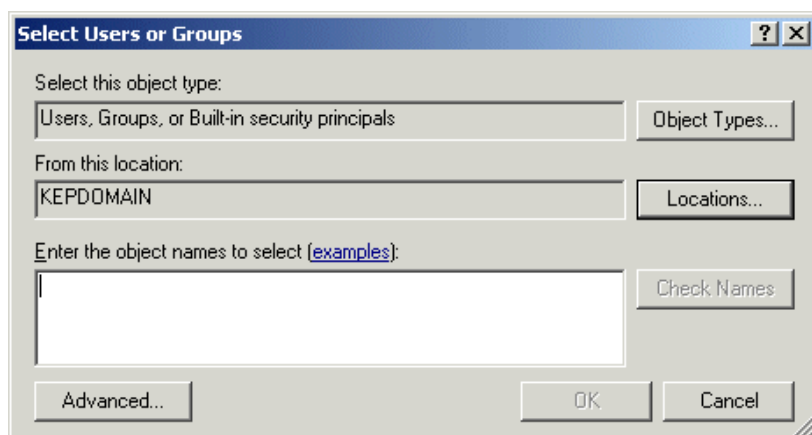 Select Users or Groups
Select this object type:
Users, Groups, or Built-in security principals
Object Types...
From this location:
KEPDOMAIN
Locations...
Enter the object names to select (examples):
Check Names
Advanced...
OK
Cancel